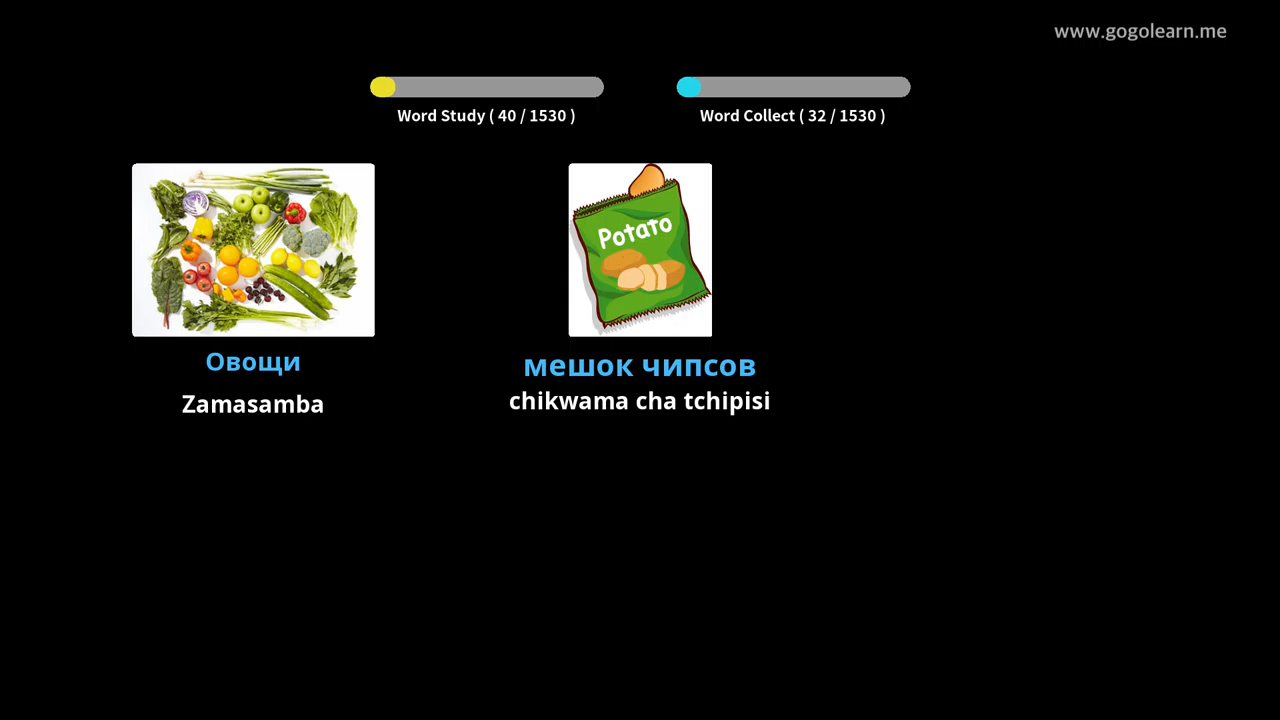 www.gogolearn.me
Word Study ( 40 / 1530 )
Word Collect ( 32 / 1530 )
Potato
Овощи
Zamasamba
мешок чипсов
chikwama cha tchipisi